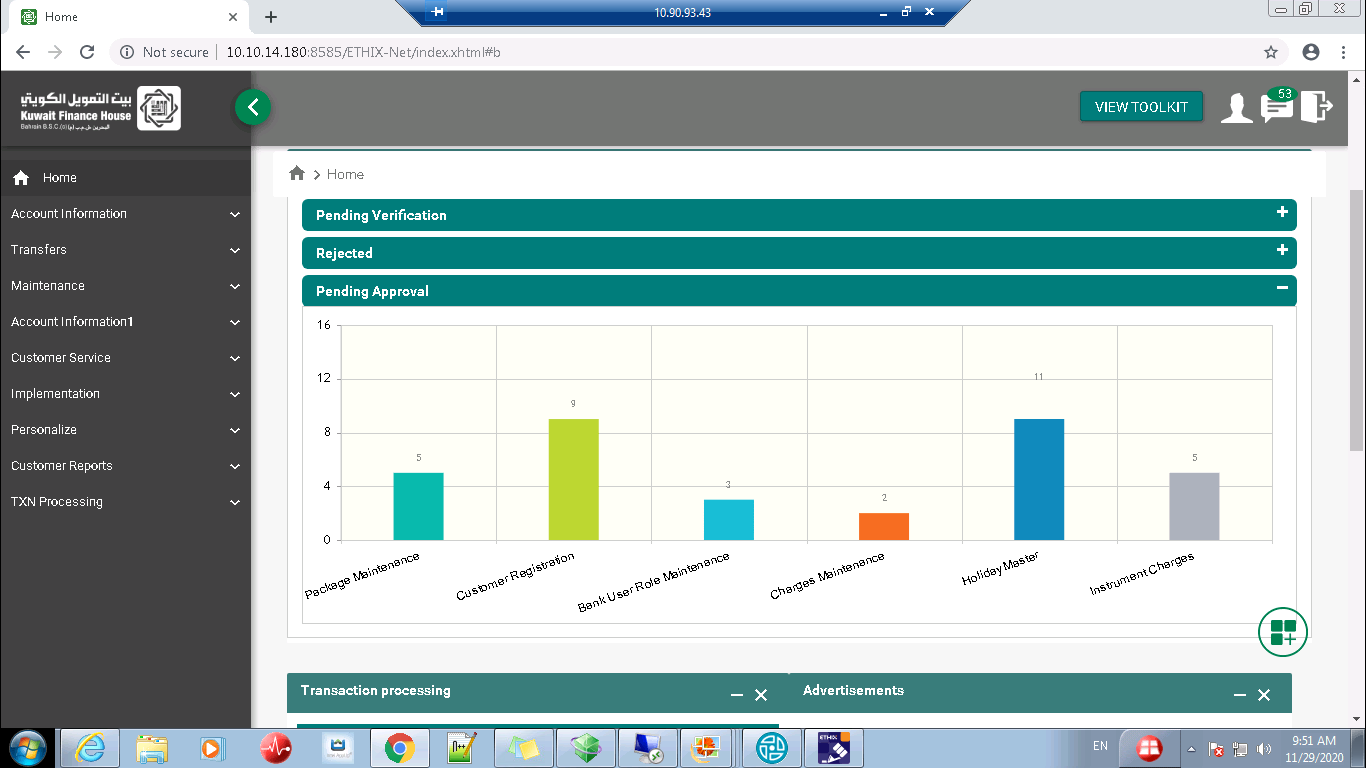 Home
10.90.93.43
Not secure
10.10.14.180:8585/ETHIX-Net/index.xhtml#b
بيت التمويل الكويتي
Kuwait Finance House
VIEW TOOLKIT
53
Home
Account Information
Transfers
Maintenance
Account Information1
Customer Service
Implementation
Personalize
Customer Reports
TXN Processing
Home
Pending Verification
Rejected
Pending Approval
16
12
8
4
0
5
9
3
2
11
5
Package Maintenance
Customer Registration
Bank User Role Maintenance
Charges Maintenance
Holiday Master
Instrument Charges
Transaction processing
Advertisements
ETHIX
EN
9:51 AM
11/29/2020